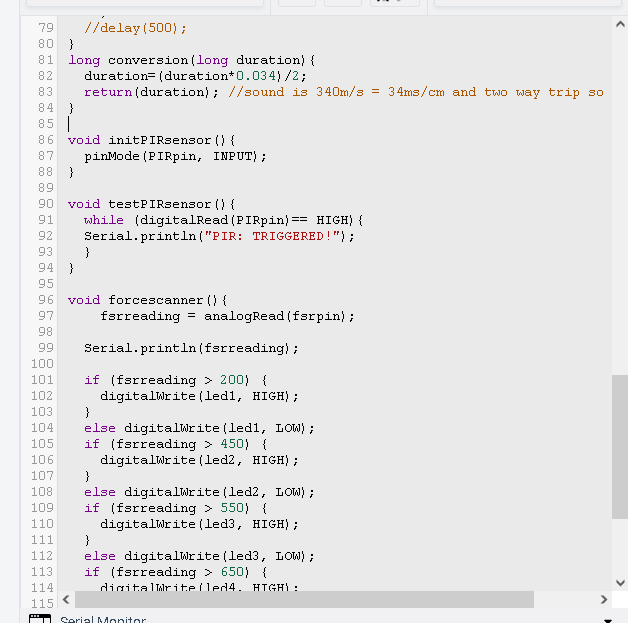 79 //delay(500);
80 }
81 long conversion(long duration){
82 duration=(duration*0.034)/2;
83 return(duration); //sound is 340m/s = 34ms/cm and two way trip so
84 }
85
86 void initPIRsensor(){
87 pinMode(PIRpin, INPUT);
88 }
89
90 void testPIRsensor(){
91 while (digitalRead(PIRpin)== HIGH){
92 Serial.println("PIR: TRIGGERED!");
93 }
94 }
95
96 void forcescanner(){
97 fsrreading = analogRead(fsrpin);
98
99 Serial.println(fsrreading);
100
101 if (fsrreading > 200) {
102 digitalWrite(led1, HIGH);
103 }
104 else digitalWrite(led1, LOW);
105 if (fsrreading > 450) {
106 digitalWrite(led2, HIGH);
107 }
108 else digitalWrite(led2, LOW);
109 if (fsrreading > 550) {
110 digitalWrite(led3, HIGH);
111 }
112 else digitalWrite(led3, LOW);
113 if (fsrreading > 650) {
114 digitalWrite(led4, HIGH);
115
Serial Monitor